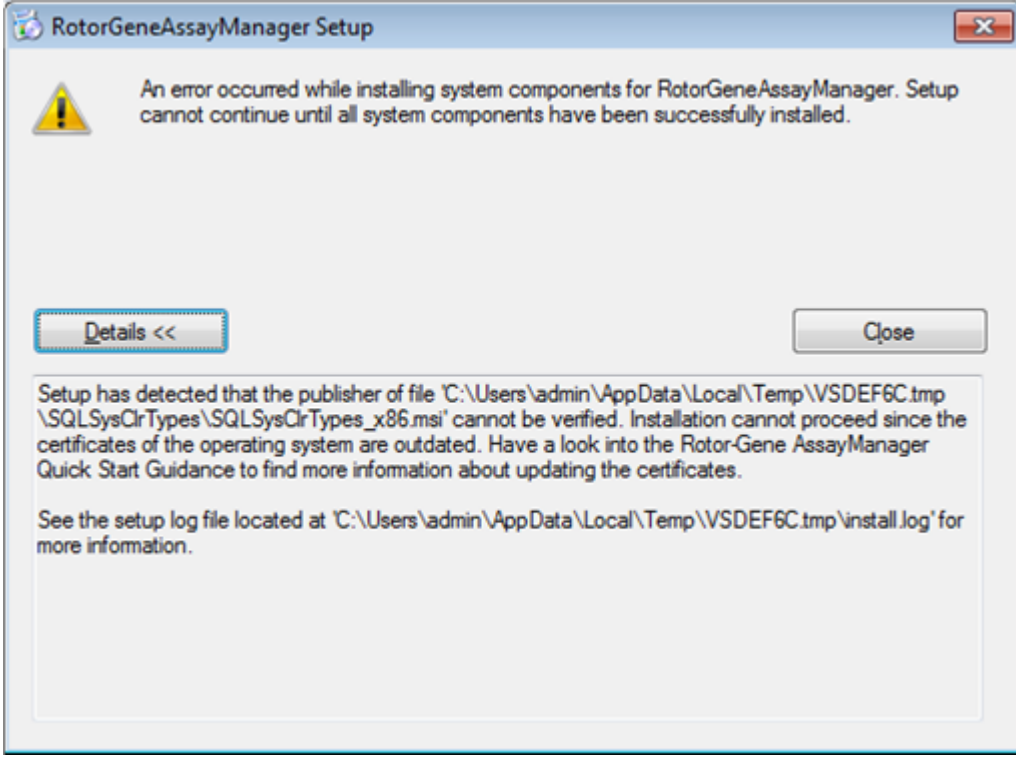 RotorGeneAssayManager Setup
An error occurred while installing system components for RotorGeneAssayManager. Setup
cannot continue until all system components have been successfully installed.
Details <<
Close
Setup has detected that the publisher of file 'C:\Users\admin\AppData\Local\Temp\VSDEF6C.tmp
\SQLSysClrTypes\SQLSysClrTypes_x86.msi' cannot be verified. Installation cannot proceed since the
certificates of the operating system are outdated. Have a look into the Rotor-Gene AssayManager
Quick Start Guidance to find more information about updating the certificates.
See the setup log file located at 'C:\Users\admin\AppData\Local\Temp\VSDEF6C.tmp\install.log' for
more information.